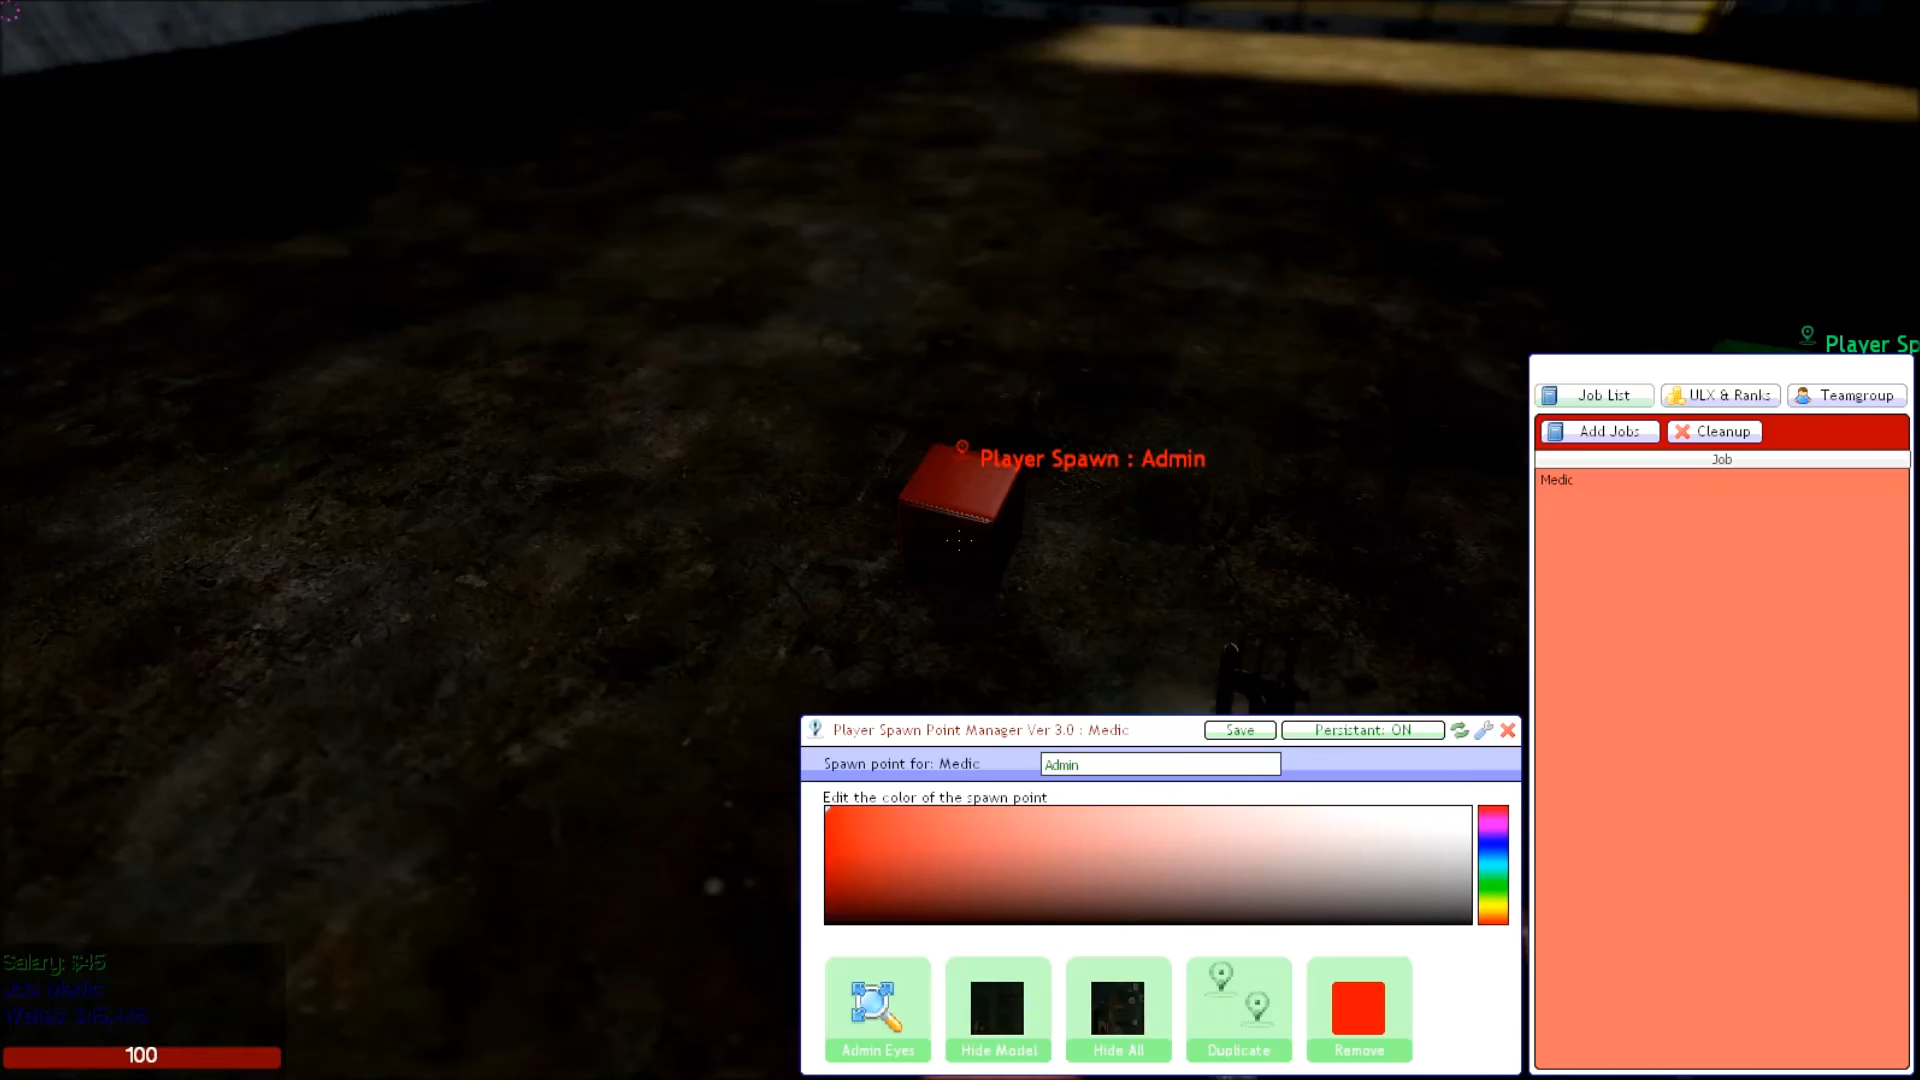 Player Sp
Job List
ULX & Ranks
Teamgroup
Add Jobs
Cleanup
Job
Medic
Player Spawn : Admin
Player Spawn Point Manager Ver 3.0 : Medic
Save
Persistant: ON
Spawn point for: Medic
Admin
Edit the color of the spawn point
Admin Eyes
Hide Model
Hide All
Duplicate
Remove
Salary: $45
100